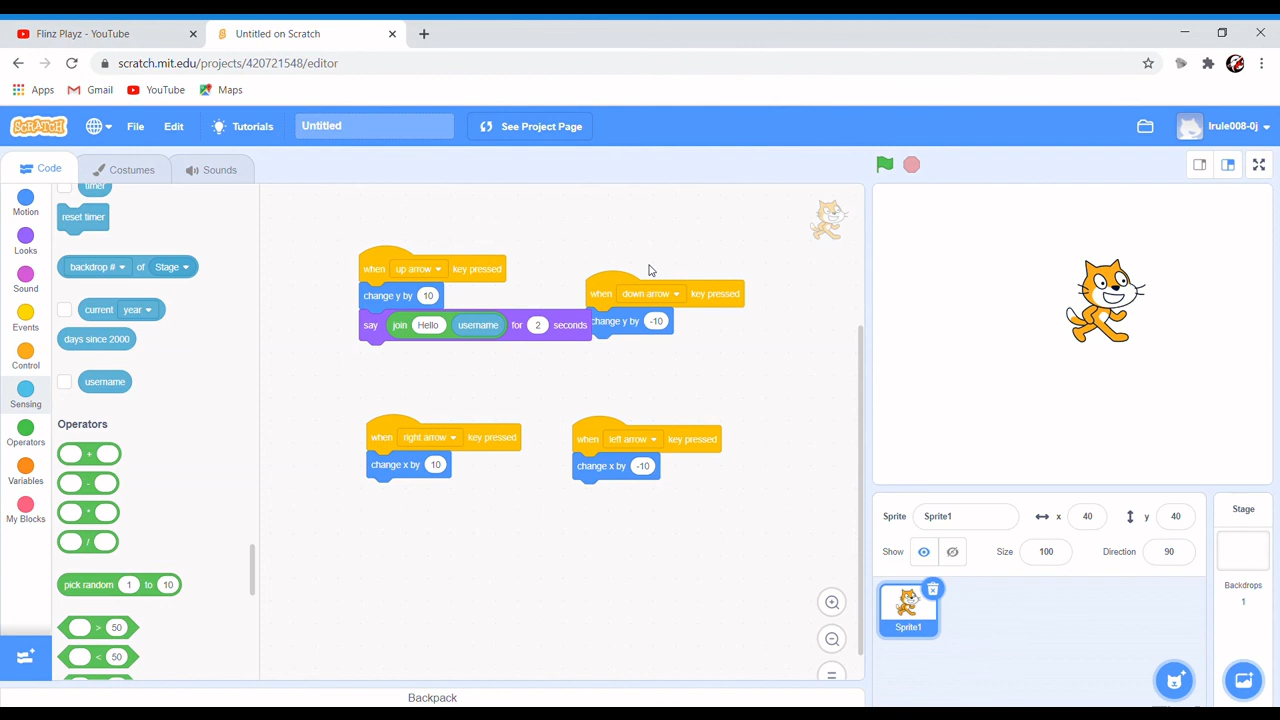 Flinz Playz - YouTube
Untitled on Scratch
scratch.mit.edu/projects/420721548/editor
Apps
Gmail
YouTube
Maps
SCRATCH
File
Edit
Tutorials
Untitled
See Project Page
lrule008-0j
Code
Costumes
Sounds
Motion
Looks
Sound
Events
Control
Sensing
Operators
Variables
My Blocks
timer
reset timer
backdrop # of Stage
current year
days since 2000
username
Operators
+
-
*
/
pick random 1 to 10
> 50
< 50
when up arrow key pressed
change y by 10
say join Hello username for 2 seconds
when down arrow key pressed
change y by -10
when right arrow key pressed
change x by 10
when left arrow key pressed
change x by -10
Sprite Sprite1 x 40 y 40
Show Size 100 Direction 90
Sprite1
Stage
Backdrops
1
Backpack